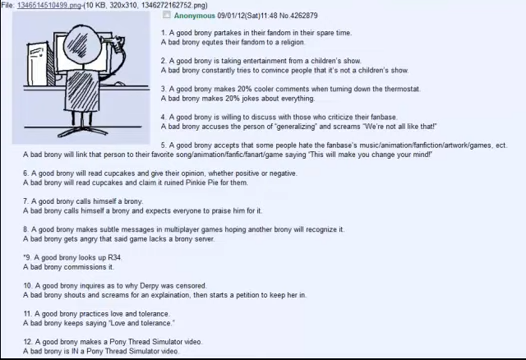 File: 1346514510499.png-(10 KB, 320x310, 1346272162752.png)
Anonymous 09/01/12(Sat)11:48 No.4262879
1. A good brony partakes in their fandom in their spare time.
A bad brony equtes their fandom to a religion.
2. A good brony is taking entertainment from a children's show.
A bad brony constantly tries to convince people that it's not a children's show.
3. A good brony makes 20% cooler comments when turning down the thermostat.
A bad brony makes 20% jokes about everything.
4. A good brony is willing to discuss with those who criticize their fanbase.
A bad brony accuses the person of "generalizing" and screams "We're not all like that!"
5. A good brony accepts that some people hate the fanbase's music/animation/fanfiction/artwork/games, ect.
A bad brony will link that person to their favorite song/animation/fanfic/fanart/game saying "This will make you change your mind!"
6. A good brony will read cupcakes and give their opinion, whether positive or negative.
A bad brony will read cupcakes and claim it ruined Pinkie Pie for them.
7. A good brony calls himself a brony.
A bad brony calls himself a brony and expects everyone to praise him for it.
8. A good brony makes subtle messages in multiplayer games hoping another brony will recognize it.
A bad brony gets angry that said game lacks a brony server.
*9. A good brony looks up R34.
A bad brony commissions it.
10. A good brony inquires as to why Derpy was censored.
A bad brony shouts and screams for an explaination, then starts a petition to keep her in.
11. A good brony practices love and tolerance.
A bad brony keeps saying "Love and tolerance."
12. A good brony makes a Pony Thread Simulator video.
A bad brony is IN a Pony Thread Simulator video.